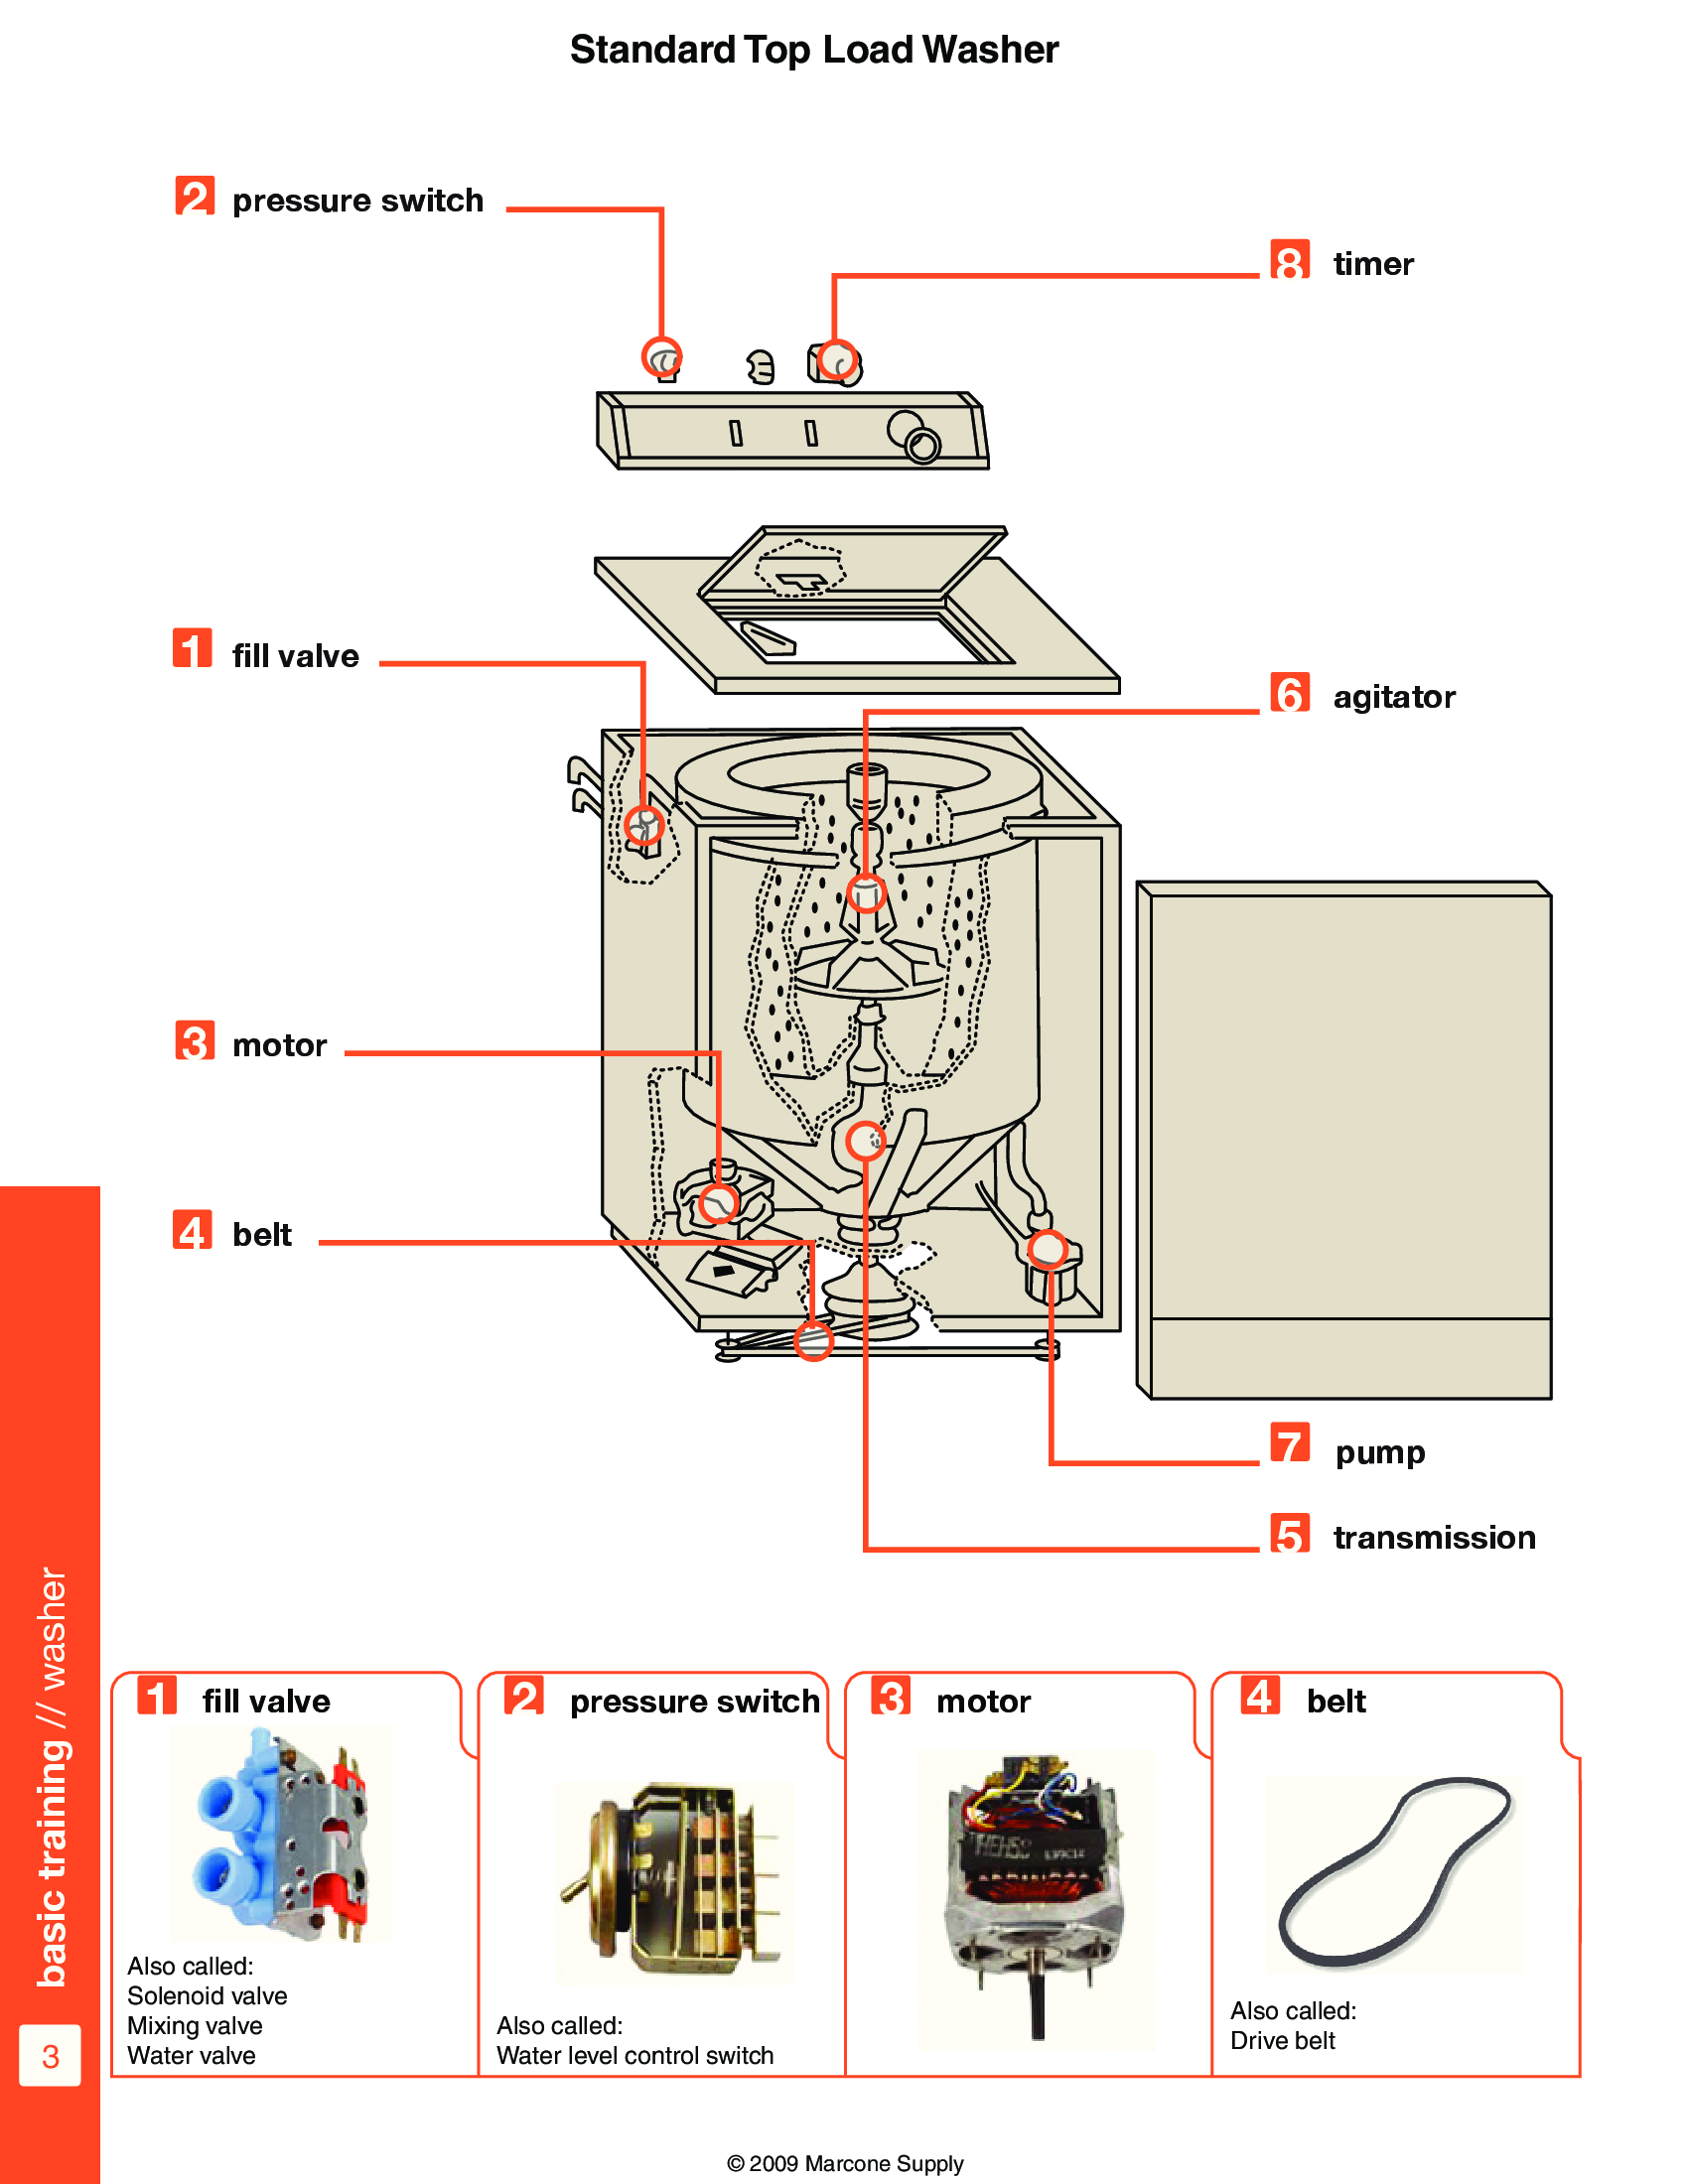 Standard Top Load Washer
2 pressure switch
8 timer
1 fill valve
6 agitator
3 motor
4 belt
7 pump
5 transmission
basic training // washer
3
1 fill valve
Also called:
Solenoid valve
Mixing valve
Water valve
2 pressure switch
Also called:
Water level control switch
3 motor
4 belt
Also called:
Drive belt
© 2009 Marcone Supply